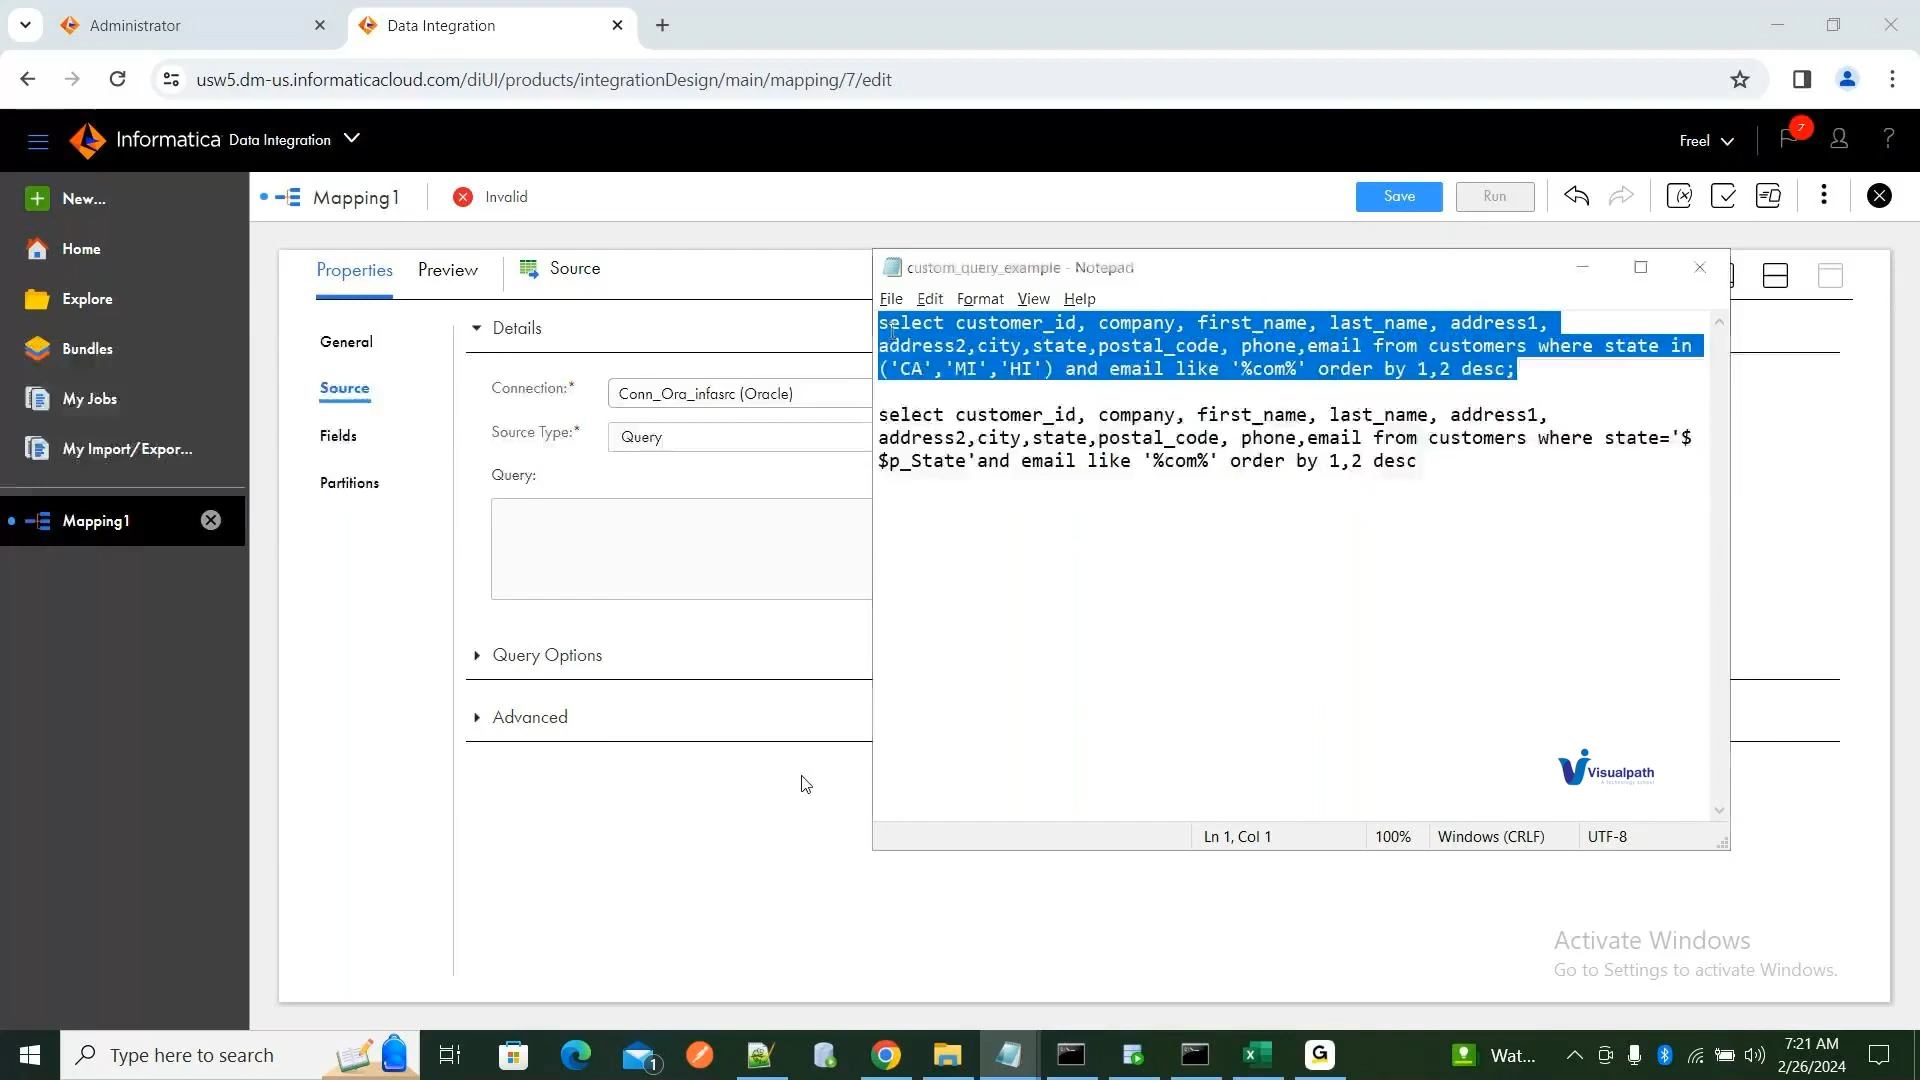 Administrator
Data Integration
usw5.dm-us.informaticacloud.com/diUI/products/integrationDesign/main/mapping/7/edit
Informatica Data Integration
Freel
7
?
New...
Home
Explore
Bundles
My Jobs
My Import/Expor...
Mapping1
Mapping1
Invalid
Save
Run
Properties
Preview
Source
General
Source
Fields
Partitions
Details
Connection:*
Conn_Ora_infasrc (Oracle)
Source Type:*
Query
Query:
Query Options
Advanced
custom_query_example - Notepad
File Edit Format View Help
select customer_id, company, first_name, last_name, address1,
address2,city,state,postal_code, phone,email from customers where state in
('CA','MI','HI') and email like '%com%' order by 1,2 desc;
select customer_id, company, first_name, last_name, address1,
address2,city,state,postal_code, phone,email from customers where state='$
$p_State'and email like '%com%' order by 1,2 desc
Visualpath
Ln 1, Col 1
100%
Windows (CRLF)
UTF-8
Activate Windows
Go to Settings to activate Windows.
Type here to search
1
G
Wat...
7:21 AM
2/26/2024